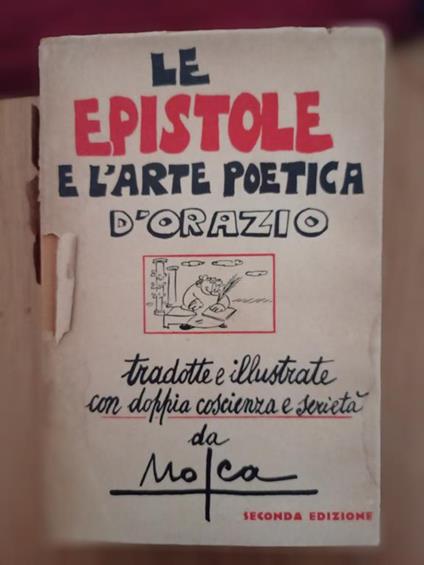 LE
EPISTOLE
E L'ARTE POETICA
D'ORAZIO
tradotte e illustrate
con doppia coscienza e serietà
da
Mosca
SECONDA EDIZIONE